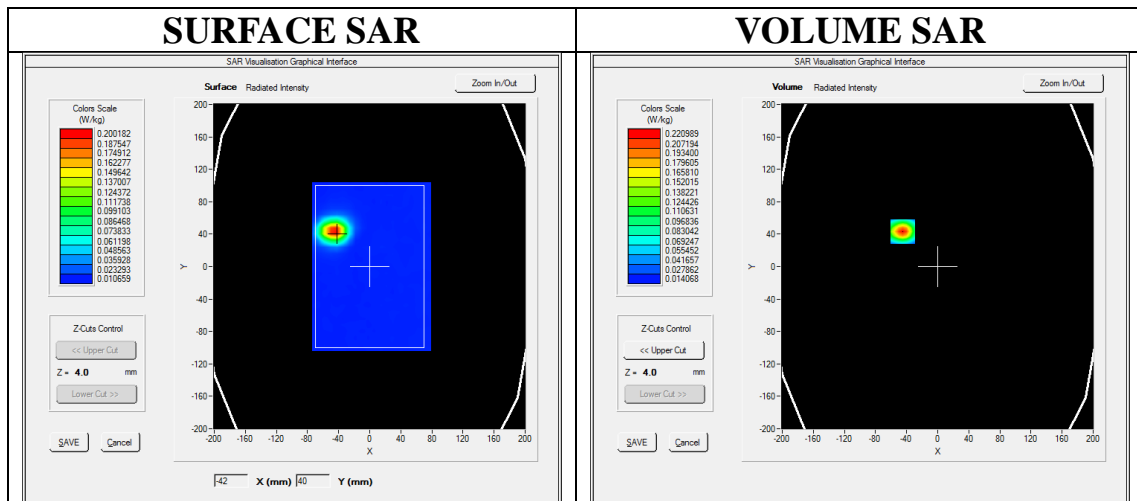 SURFACE SAR
SAR Visualisation Graphical Interface
Surface Radiated Intensity
Zoom In/Out
Colors Scale
(W/kg)
0.200182
0.187547
0.174912
0.162277
0.149642
0.137007
0.124372
0.111738
0.099103
0.086468
0.073833
0.061198
0.048563
0.035928
0.023293
0.010659
Z-Cuts Control
<< Upper Cut
Z = 4.0 mm
Lower Cut >>
SAVE Cancel
200
160
120
80
40
0
-40
-80
-120
-160
-200
Y
-200 -160 -120 -80 -40 0 40 80 120 160 200
X
-42 X (mm) 40 Y (mm)
VOLUME SAR
SAR Visualisation Graphical Interface
Volume Radiated Intensity
Zoom In/Out
Colors Scale
(W/kg)
0.220989
0.207194
0.193400
0.179605
0.165810
0.152015
0.138221
0.124426
0.110631
0.096836
0.083042
0.069247
0.055452
0.041657
0.027862
0.014068
Z-Cuts Control
<< Upper Cut
Z = 4.0 mm
Lower Cut >>
SAVE Cancel
200
160
120
80
40
0
-40
-80
-120
-160
-200
Y
-200 -160 -120 -80 -40 0 40 80 120 160 200
X